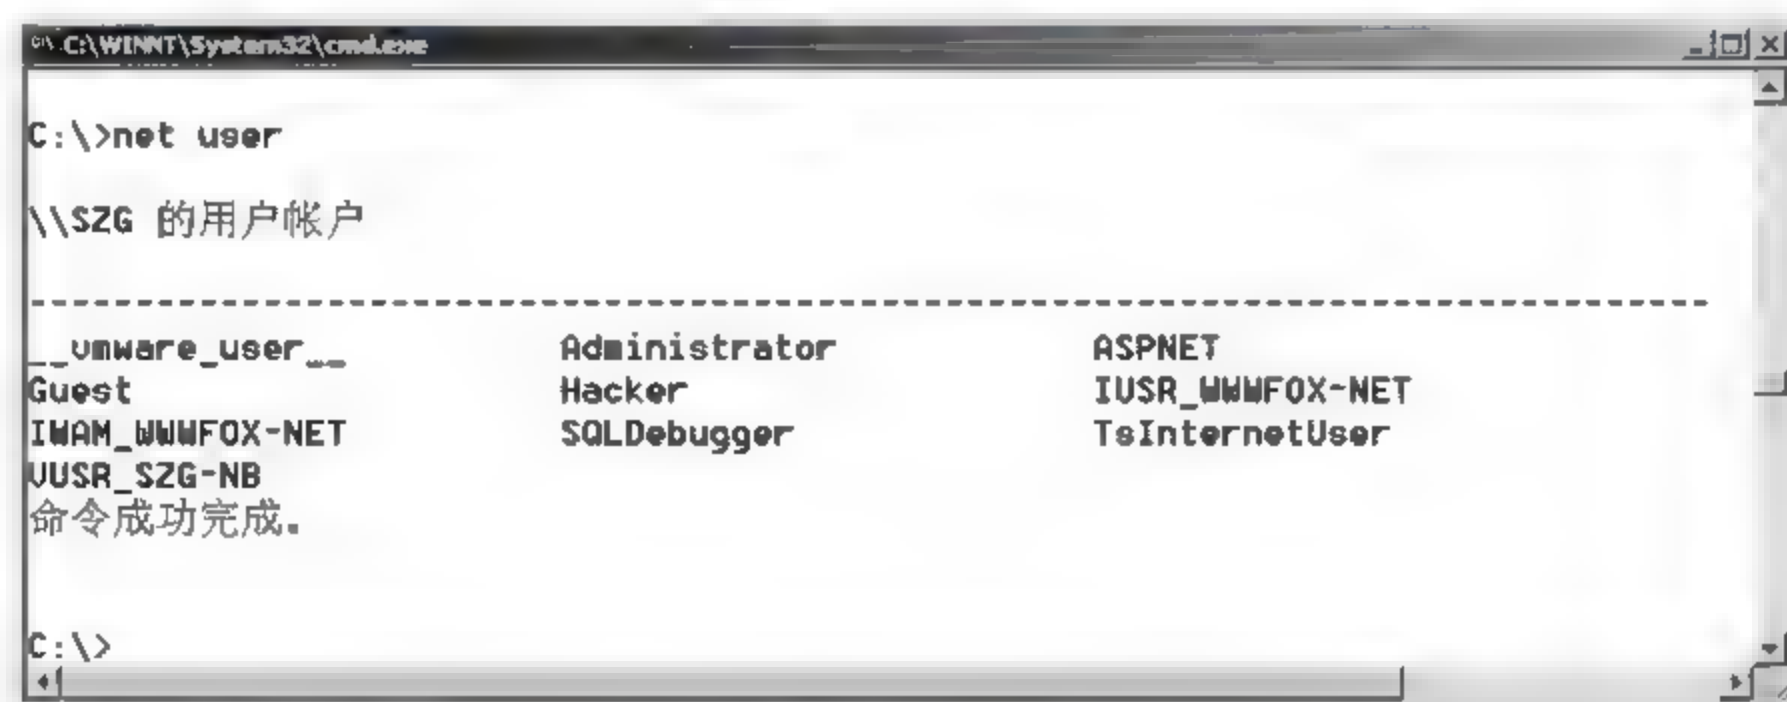 C:\WINNT\System32\cmd.exe
C:\>net user
\\SZG 的用户帐户
-------------------------------------------------------------------------------
__vmware_user__ Administrator ASPNET
Guest Hacker IUSR_WWWFOX-NET
IWAM_WWWFOX-NET SQLDebugger TsInternetUser
VUSR_SZG-NB
命令成功完成。
C:\>